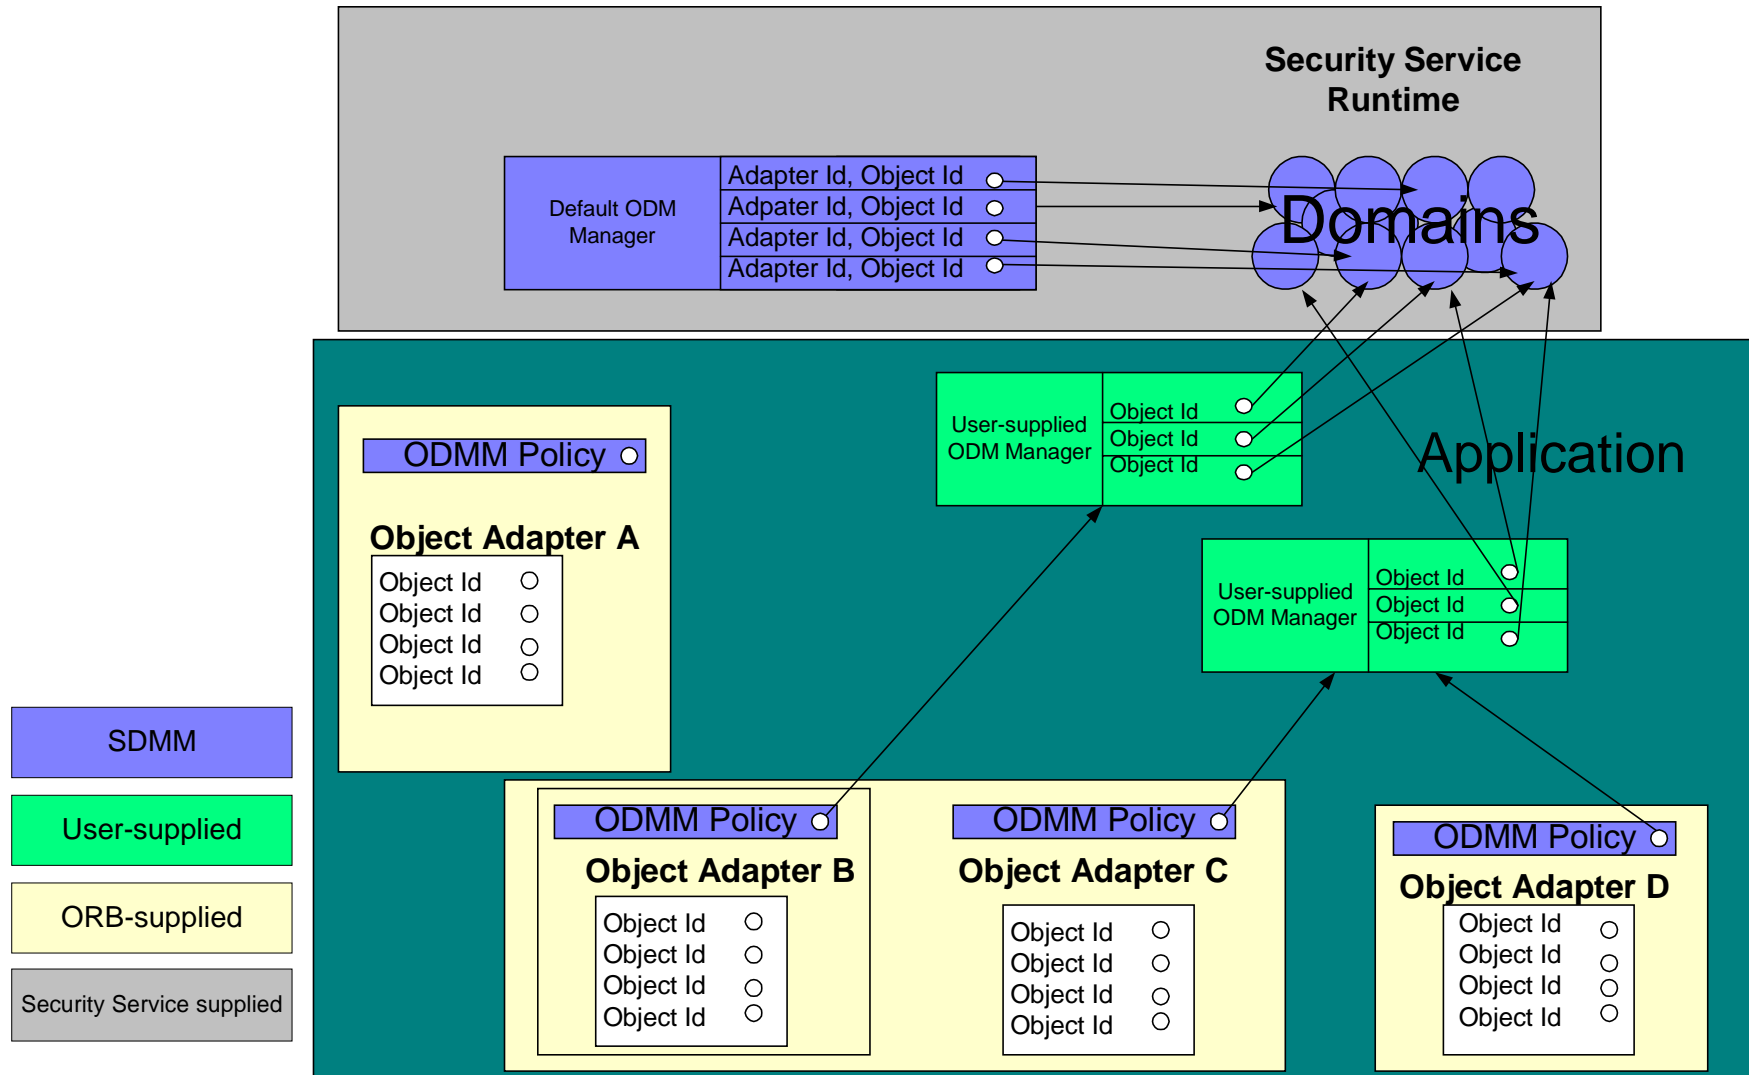 Security Service
Runtime
Default ODM
Manager
Adapter Id, Object Id
Adpater Id, Object Id
Adapter Id, Object Id
Adapter Id, Object Id
Domains
User-supplied
ODM Manager
Object Id
Object Id
Object Id
Application
ODMM Policy
Object Adapter A
Object Id
Object Id
Object Id
Object Id
User-supplied
ODM Manager
Object Id
Object Id
Object Id
SDMM
User-supplied
ORB-supplied
Security Service supplied
ODMM Policy
Object Adapter B
Object Id
Object Id
Object Id
Object Id
ODMM Policy
Object Adapter C
Object Id
Object Id
Object Id
Object Id
ODMM Policy
Object Adapter D
Object Id
Object Id
Object Id
Object Id